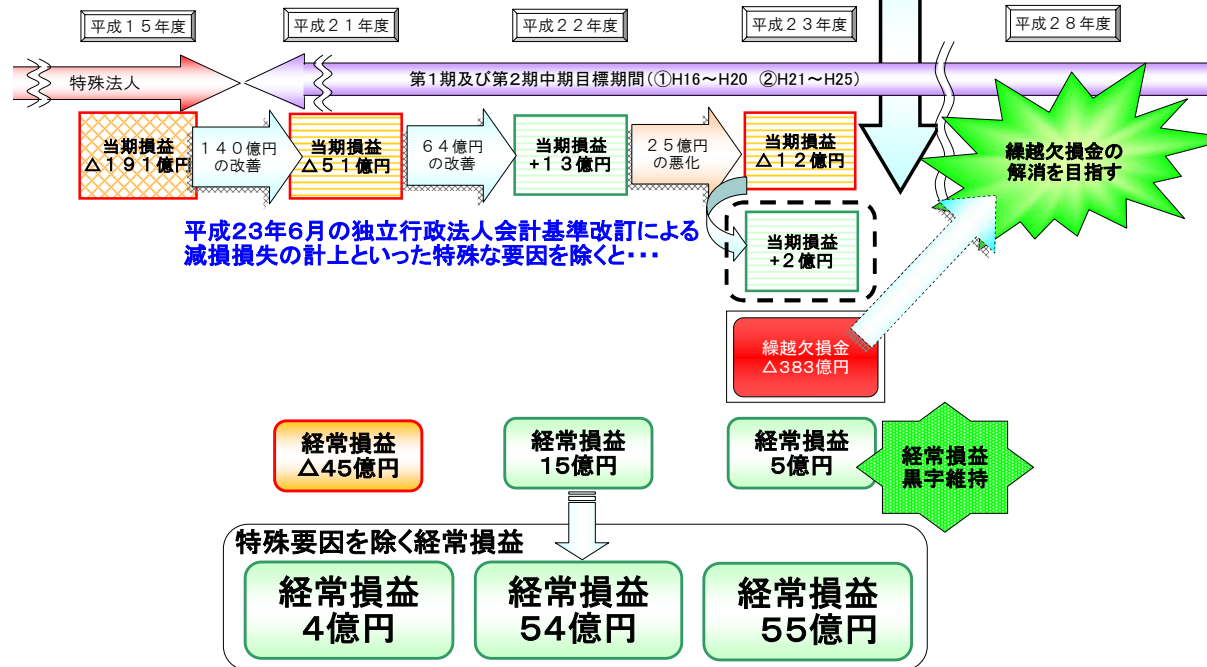 平成１５年度
平成２１年度
平成２２年度
平成２３年度
平成２８年度
特殊法人
第１期及び第２期中期目標期間(①H16～H20　②H21～H25)
当期損益
△１９１億円
１４０億円
の改善
当期損益
△５１億円
６４億円
の改善
当期損益
+１３億円
２５億円
の悪化
当期損益
△１２億円
繰越欠損金の
解消を目指す
平成２３年６月の独立行政法人会計基準改訂による
減損損失の計上といった特殊な要因を除くと・・・
当期損益
+２億円
繰越欠損金
△３８３億円
経常損益
△４５億円
経常損益
１５億円
経常損益
５億円
経常損益
黒字維持
特殊要因を除く経常損益
経常損益
４億円
経常損益
５４億円
経常損益
５５億円